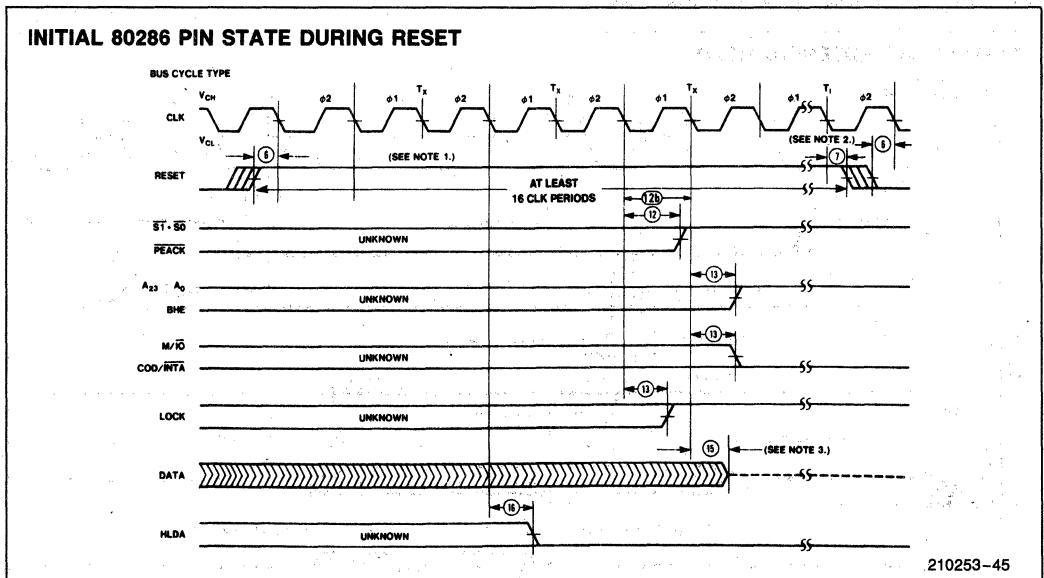 INITIAL 80286 PIN STATE DURING RESET
BUS CYCLE TYPE
VCH
φ2 φ1 TX φ2 φ1 TX φ2 φ1 TX φ2 φ1 TI φ2
CLK
VCL
(SEE NOTE 1.) (SEE NOTE 2.)
6 7 6
RESET
AT LEAST
16 CLK PERIODS
12b
12
S1 • S0
UNKNOWN
PEACK
13
A23 A0
UNKNOWN
BHE
13
M/IO
UNKNOWN
COD/INTA
13
LOCK UNKNOWN
15 (SEE NOTE 3.)
DATA
16
HLDA UNKNOWN
210253-45